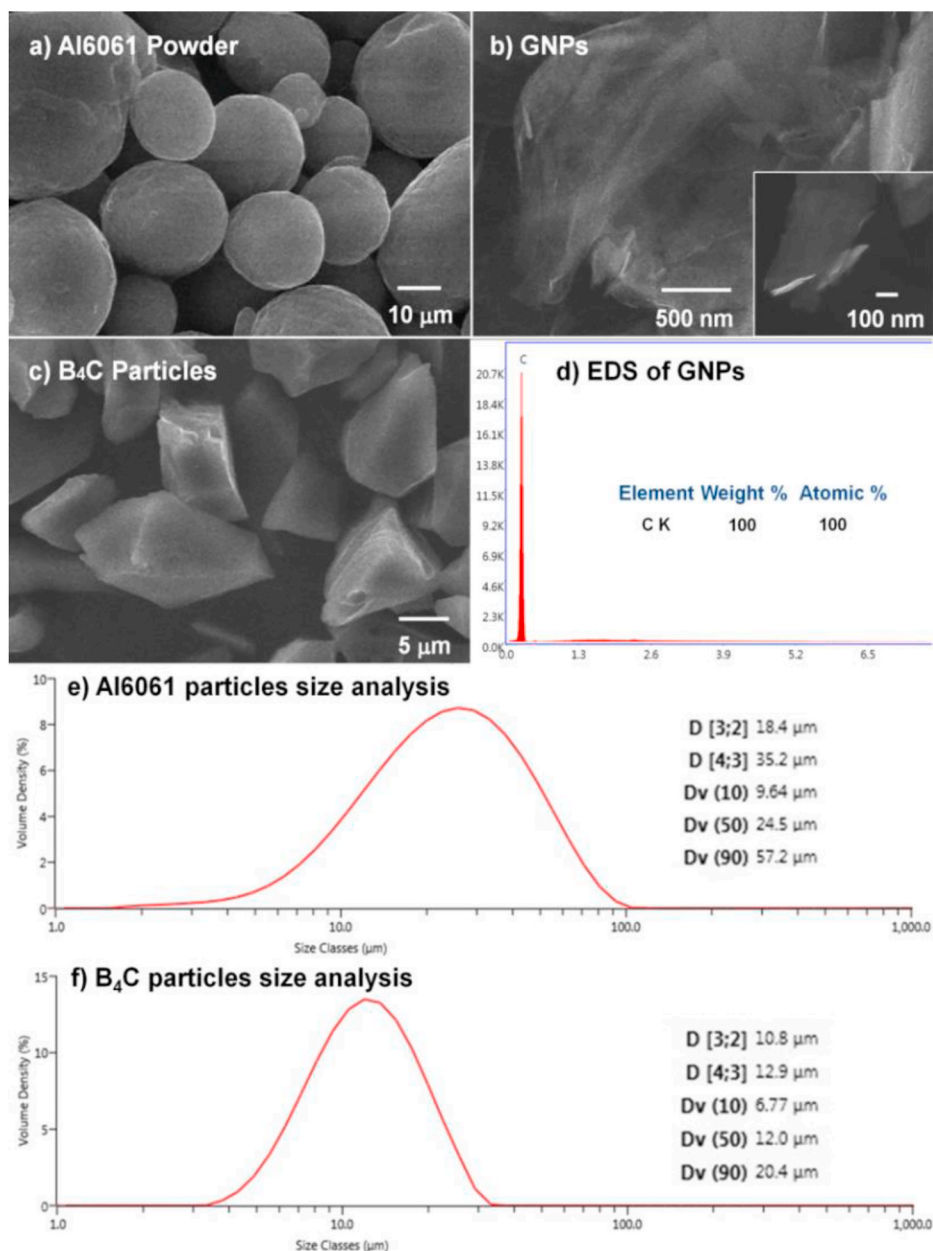 a) Al6061 Powder
10 µm
b) GNPs
500 nm
100 nm
c) B₄C Particles
5 µm
d) EDS of GNPs
C
20.7K
18.4K
16.1K
13.8K
11.5K
9.2K
6.9K
4.6K
2.3K
0.0K
0.0 1.3 2.6 3.9 5.2 6.5
Element Weight % Atomic %
C K 100 100
e) Al6061 particles size analysis
Volume Density (%)
10
8
6
4
2
0
1.0 10.0 100.0 1,000.0
Size Classes (µm)
D [3;2] 18.4 µm
D [4;3] 35.2 µm
Dv (10) 9.64 µm
Dv (50) 24.5 µm
Dv (90) 57.2 µm
f) B₄C particles size analysis
Volume Density (%)
15
10
5
0
1.0 10.0 100.0 1,000.0
Size Classes (µm)
D [3;2] 10.8 µm
D [4;3] 12.9 µm
Dv (10) 6.77 µm
Dv (50) 12.0 µm
Dv (90) 20.4 µm